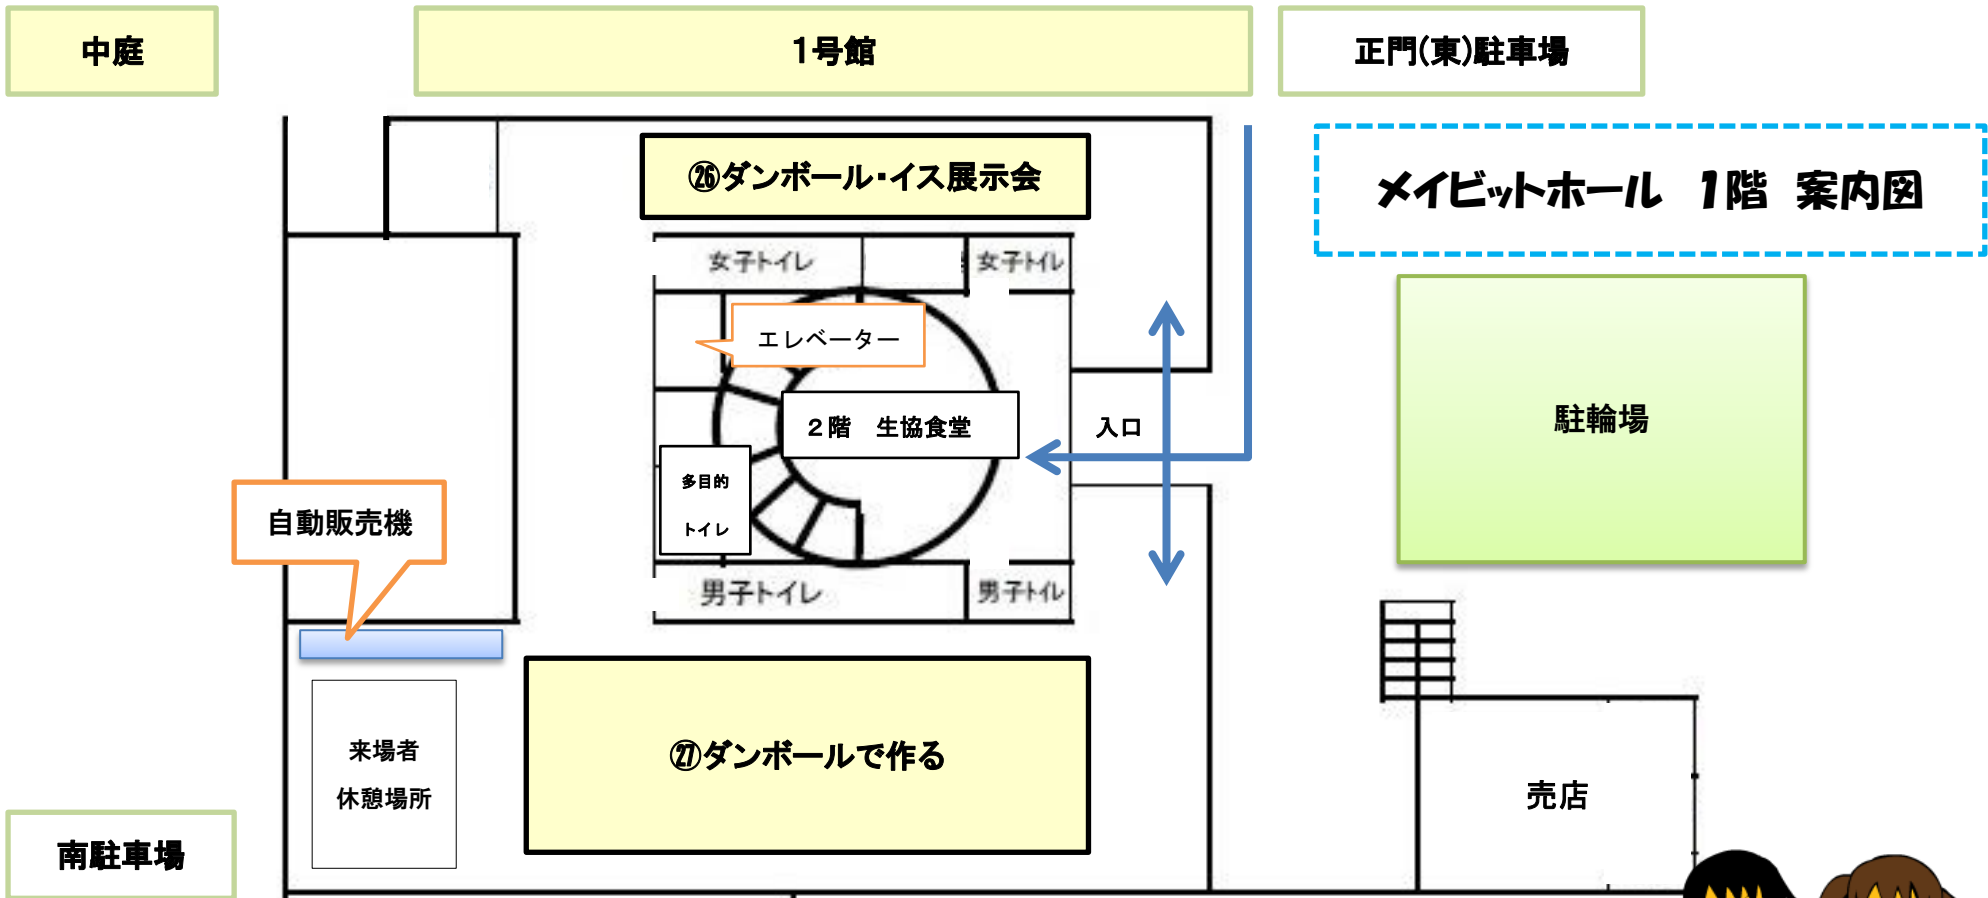 中庭
1号館
正門(東)駐車場
メイビットホール 1階 案内図
㉖ダンボール・イス展示会
女子トイレ
女子トイレ
エレベーター
2階 生協食堂
入口
駐輪場
多目的
トイレ
自動販売機
男子トイレ
男子トイレ
㉗ダンボールで作る
来場者
休憩場所
売店
南駐車場